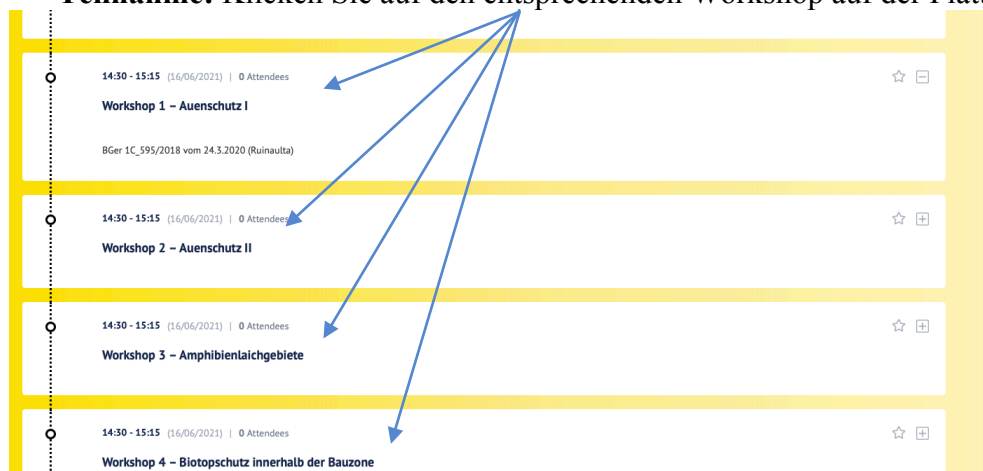 Klicken Sie auf den entsprechenden Workshop auf der
14:30 - 15:15 (16/06/2021) | 0 Attendees
Workshop 1 – Auenschutz I
BGer 1C_595/2018 vom 24.3.2020 (Ruinaulta)
14:30 - 15:15 (16/06/2021) | 0 Attendees
Workshop 2 – Auenschutz II
14:30 - 15:15 (16/06/2021) | 0 Attendees
Workshop 3 – Amphibienlaichgebiete
14:30 - 15:15 (16/06/2021) | 0 Attendees
Workshop 4 – Biotopschutz innerhalb der Bauzone